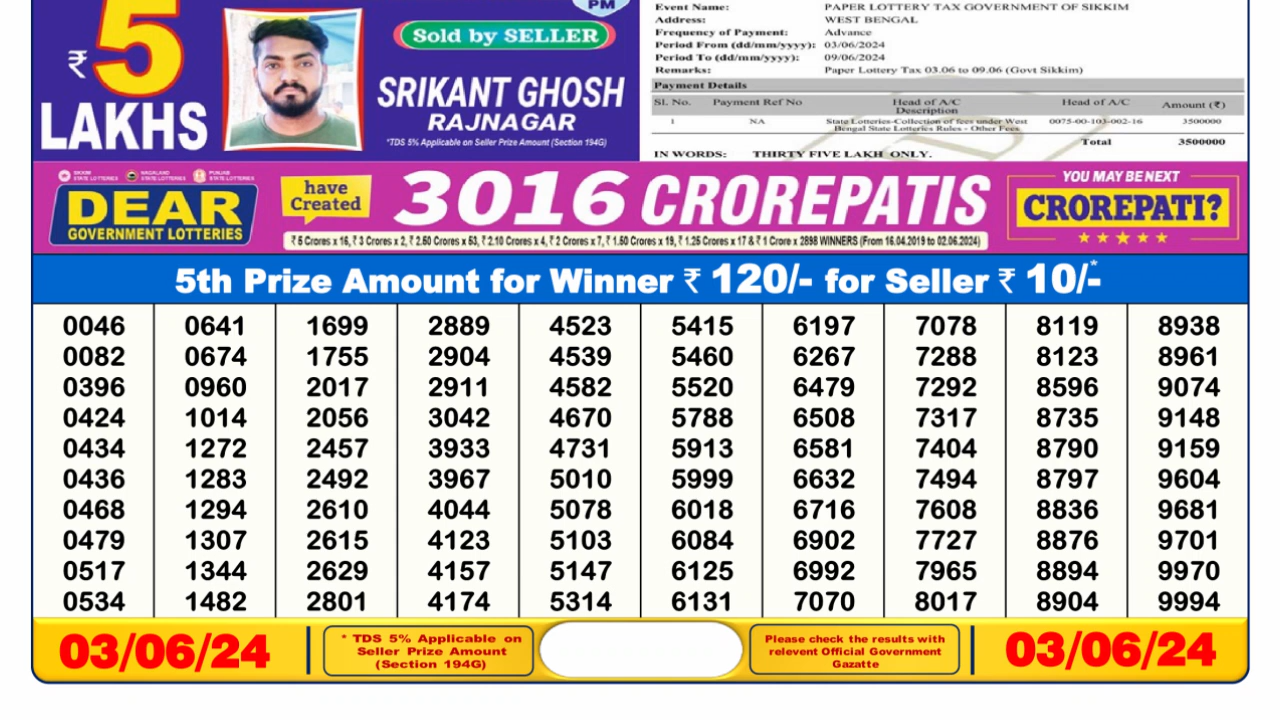 PM
₹ 5
LAKHS
Sold by SELLER
SRIKANT GHOSH
RAJNAGAR
*TDS 5% Applicable on Seller Prize Amount (Section 194G)
Event Name: PAPER LOTTERY TAX GOVERNMENT OF SIKKIM
Address: WEST BENGAL
Frequency of Payment: Advance
Period From (dd/mm/yyyy): 03/06/2024
Period To (dd/mm/yyyy): 09/06/2024
Remarks: Paper Lottery Tax 03.06 to 09.06 (Govt Sikkim)
Payment Details
Sl. No. Payment Ref No Head of A/C Description Head of A/C Amount (₹)
1 NA State Lotteries-Collection of fees under West Bengal State Lotteries Rules - Other Fees 0075-00-103-002-16 3500000
Total 3500000
IN WORDS: THIRTY FIVE LAKH ONLY.
SIKKIM STATE LOTTERIES NAGALAND STATE LOTTERIES PUNJAB STATE LOTTERIES
DEAR
GOVERNMENT LOTTERIES
have
Created
3016 CROREPATIS
₹ 5 Crores x 16, ₹ 3 Crores x 2, ₹ 2.50 Crores x 53, ₹ 2.10 Crores x 4, ₹ 2 Crores x 7, ₹ 1.50 Crores x 19, ₹ 1.25 Crores x 17 & ₹ 1 Crore x 2898 WINNERS (From 16.04.2019 to 02.06.2024)
YOU MAY BE NEXT
CROREPATI?
5th Prize Amount for Winner ₹ 120/- for Seller ₹ 10/-*
0046 0641 1699 2889 4523 5415 6197 7078 8119 8938
0082 0674 1755 2904 4539 5460 6267 7288 8123 8961
0396 0960 2017 2911 4582 5520 6479 7292 8596 9074
0424 1014 2056 3042 4670 5788 6508 7317 8735 9148
0434 1272 2457 3933 4731 5913 6581 7404 8790 9159
0436 1283 2492 3967 5010 5999 6632 7494 8797 9604
0468 1294 2610 4044 5078 6018 6716 7608 8836 9681
0479 1307 2615 4123 5103 6084 6902 7727 8876 9701
0517 1344 2629 4157 5147 6125 6992 7965 8894 9970
0534 1482 2801 4174 5314 6131 7070 8017 8904 9994
03/06/24
* TDS 5% Applicable on
Seller Prize Amount
(Section 194G)
Please check the results with
relevent Official Government
Gazatte
03/06/24